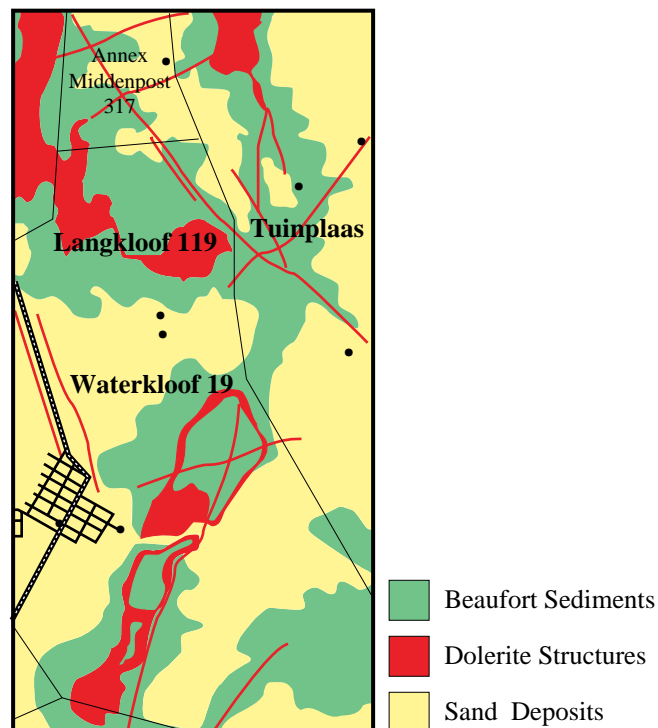 Annex
Middenpost
317
Tuinplaas
Langkloof 119
Waterkloof 19
Beaufort Sediments
Dolerite Structures
Sand Deposits